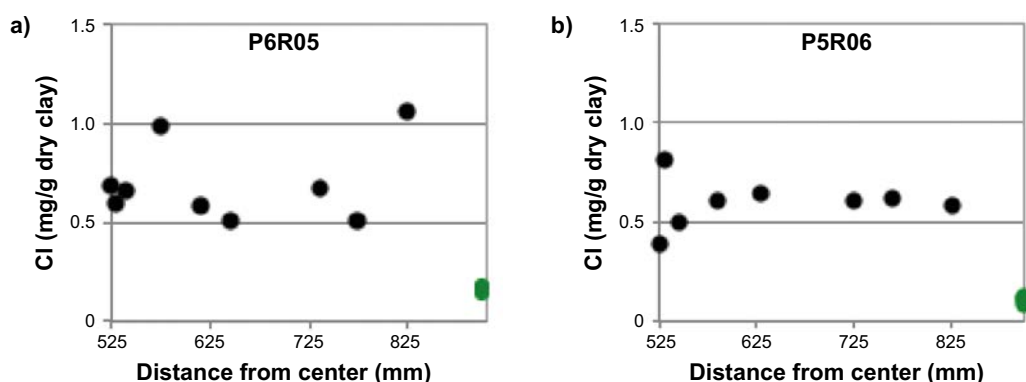 a)
P6R05
Cl (mg/g dry clay)
1.5
1.0
0.5
0
525 625 725 825
Distance from center (mm)
b)
P5R06
Cl (mg/g dry clay)
1.5
1.0
0.5
0
525 625 725 825
Distance from center (mm)